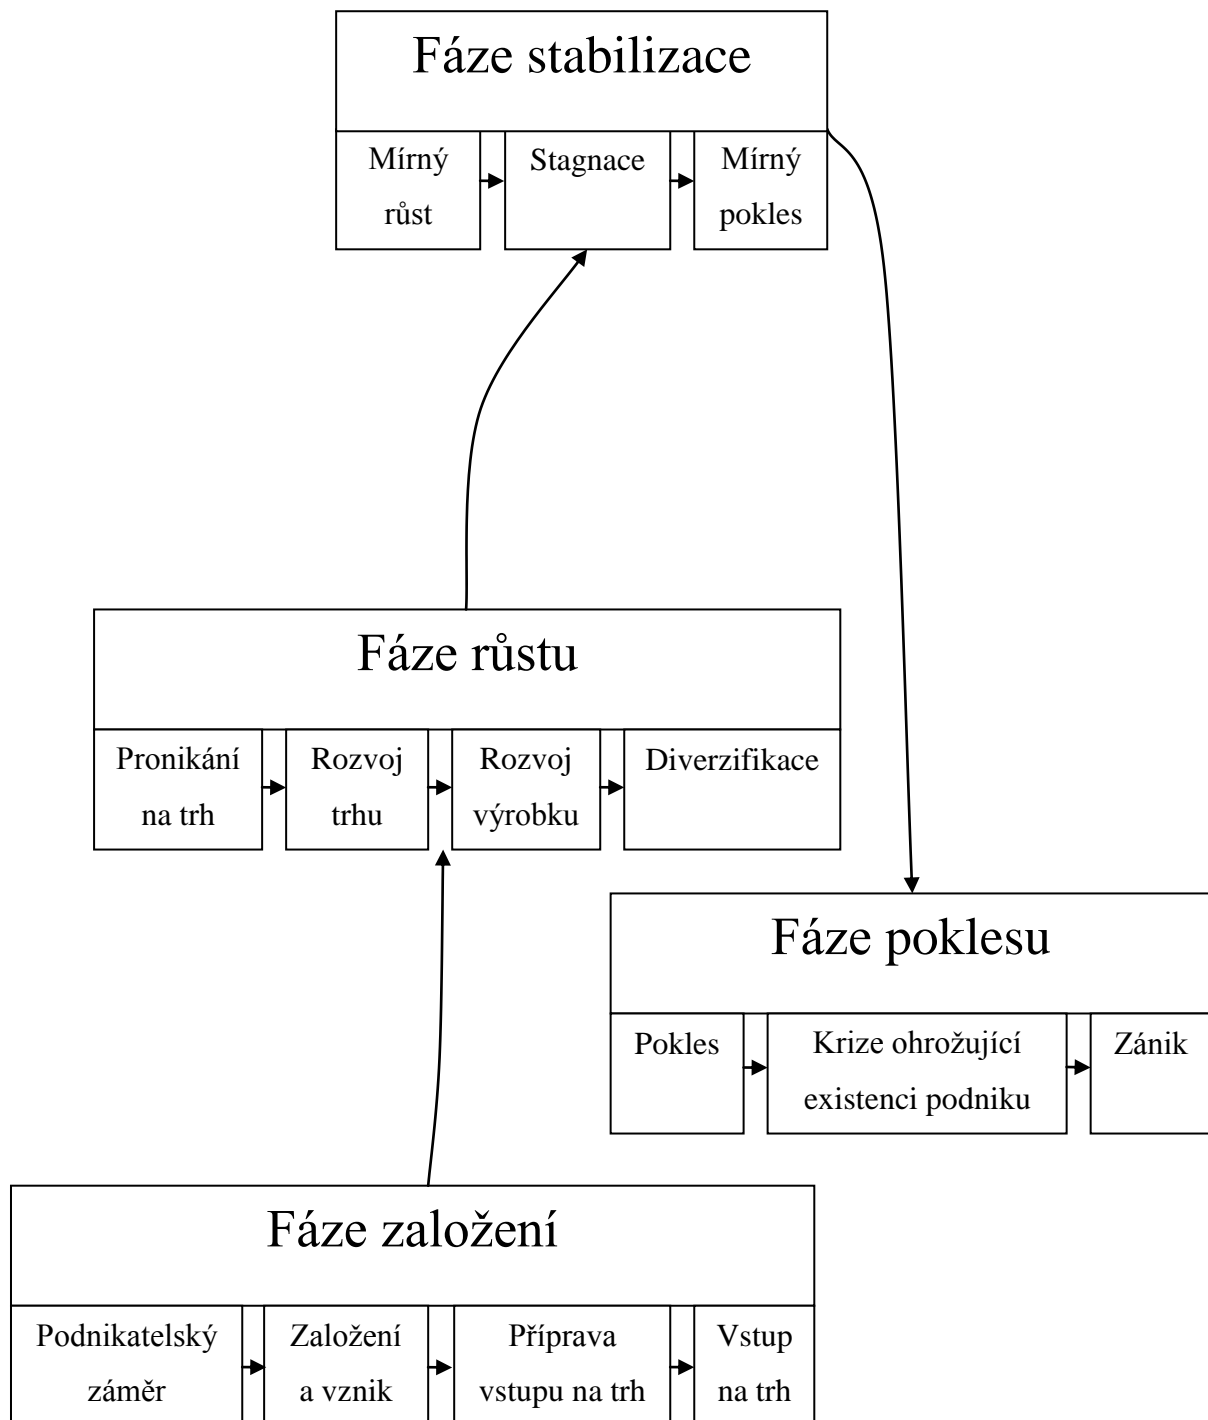 Fáze stabilizace
Mírný
růst
Stagnace
Mírný
pokles
Fáze růstu
Pronikání
na trh
Rozvoj
trhu
Rozvoj
výrobku
Diverzifikace
Fáze poklesu
Pokles
Krize ohrožující
existenci podniku
Zánik
Fáze založení
Podnikatelský
záměr
Založení
a vznik
Příprava
vstupu na trh
Vstup
na trh